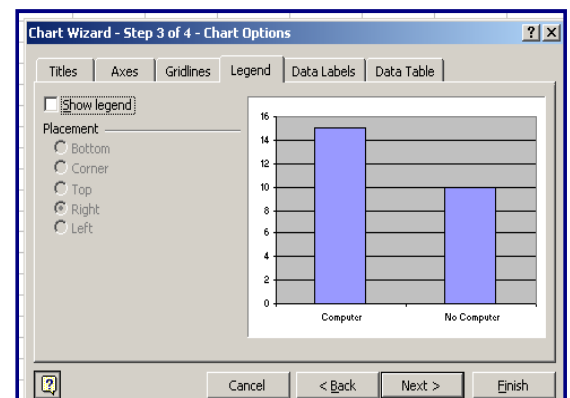 Chart Wizard - Step 3 of 4 - Chart Options
Titles Axes Gridlines Legend Data Labels Data Table
Show legend
Placement
Bottom
Corner
Top
Right
Left
16
14
12
10
8
6
4
2
0
Computer No Computer
Cancel < Back Next > Finish